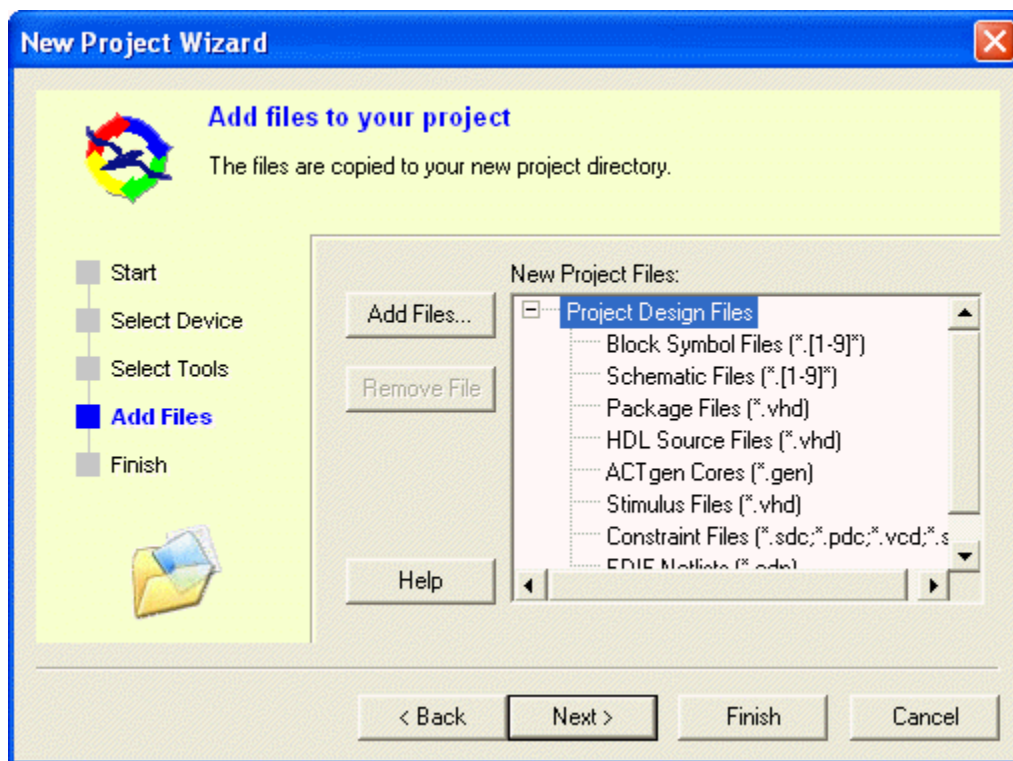 New Project Wizard
Add files to your project
The files are copied to your new project directory.
Start
Select Device
Select Tools
Add Files
Finish
New Project Files:
Add Files...
Remove File
Help
Project Design Files
Block Symbol Files (*.[1-9]*)
Schematic Files (*.[1-9]*)
Package Files (*.vhd)
HDL Source Files (*.vhd)
ACTgen Cores (*.gen)
Stimulus Files (*.vhd)
Constraint Files (*.sdc;*.pdc;*.vcd;*.s
EDIF Netlists (*.edn)
< Back
Next >
Finish
Cancel